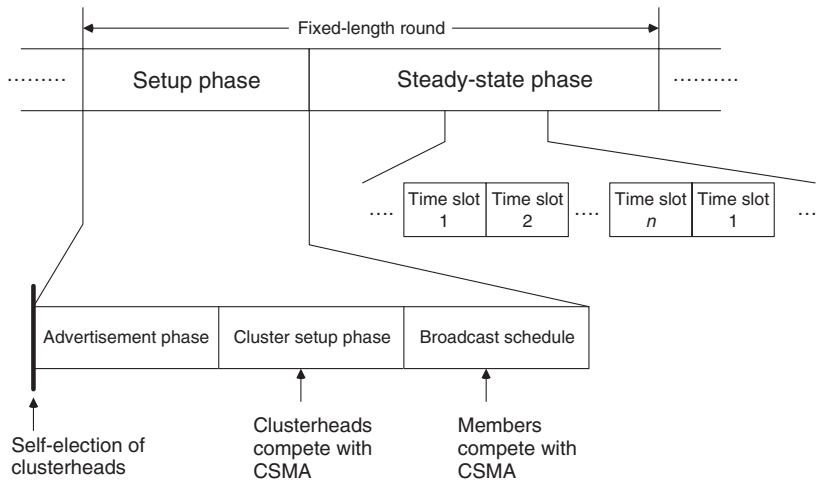 Fixed-length round
........ Setup phase Steady-state phase ..........
.... Time slot 1 Time slot 2 .... Time slot n Time slot 1 ...
Advertisement phase Cluster setup phase Broadcast schedule
Self-election of
clusterheads
Clusterheads
compete with
CSMA
Members
compete with
CSMA